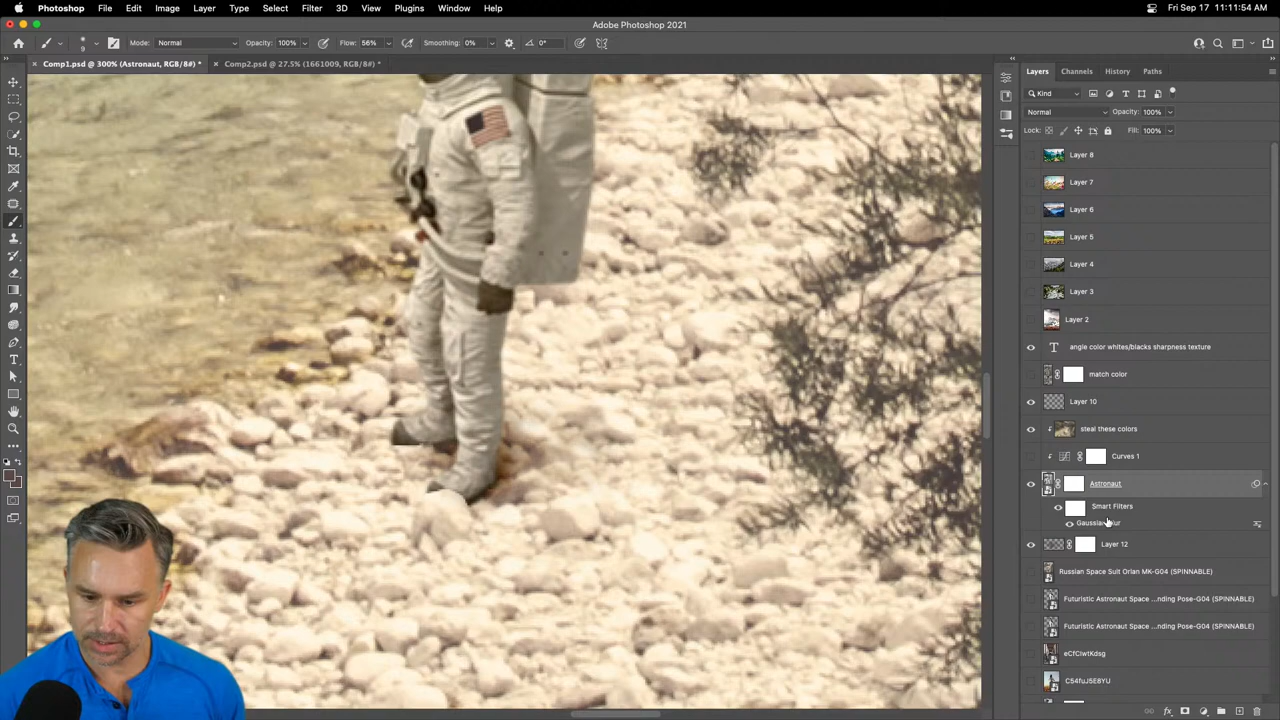 Photoshop File Edit Image Layer Type Select Filter 3D View Plugins Window Help Fri Sep 17 11:11:54 AM
Adobe Photoshop 2021
Mode: Normal Opacity: 100% Flow: 56% Smoothing: 0% 0°
Comp1.psd @ 300% (Astronaut, RGB/8#) * Comp2.psd @ 27.5% (1661009, RGB/8#) *
Layers Channels History Paths
Kind
Normal Opacity: 100%
Lock: Fill: 100%
Layer 8
Layer 7
Layer 6
Layer 5
Layer 4
Layer 3
Layer 2
angle color whites/blacks sharpness texture
match color
Layer 10
steal these colors
Curves 1
Astronaut
Smart Filters
Gaussian Blur
Layer 12
Russian Space Suit Orlan MK-G04 (SPINNABLE)
Futuristic Astronaut Space ...nding Pose-G04 (SPINNABLE)
Futuristic Astronaut Space ...nding Pose-G04 (SPINNABLE)
eCfCIwtKdsg
C54fuJ5E8YU